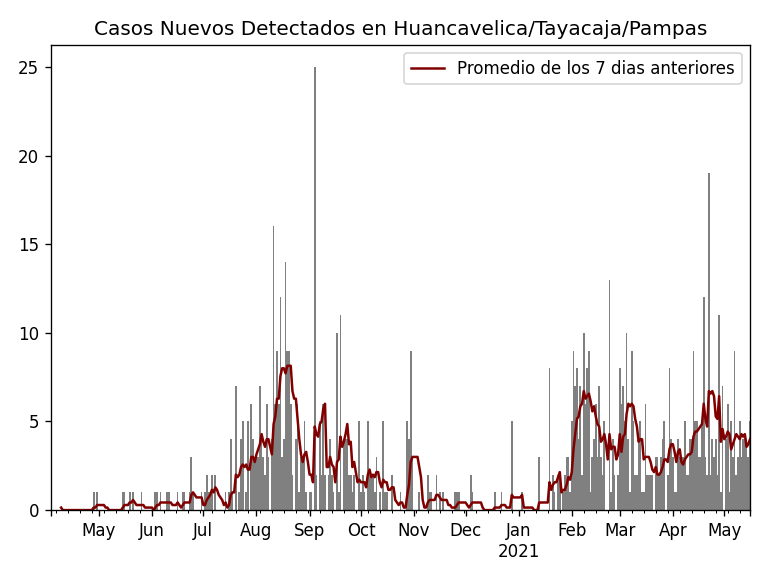 Casos Nuevos Detectados en Huancavelica/Tayacaja/Pampas
Promedio de los 7 dias anteriores
25
20
15
10
5
0
May Jun Jul Aug Sep Oct Nov Dec Jan Feb Mar Apr May
2021